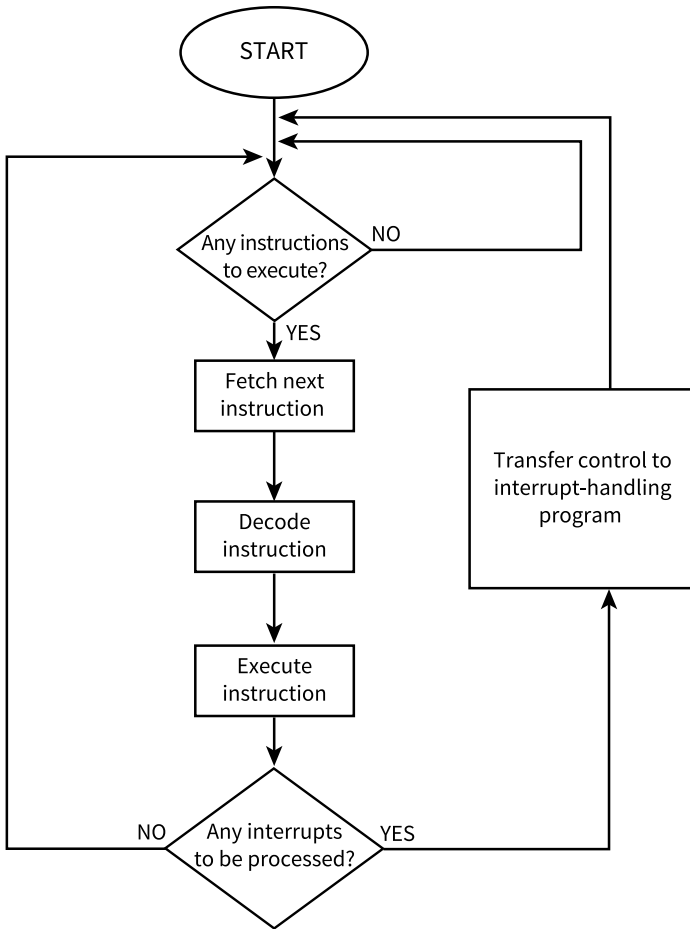 START
Any instructions
to execute?
NO
YES
Fetch next
instruction
Decode
instruction
Execute
instruction
Any interrupts
to be processed?
NO
YES
Transfer control to
interrupt-handling
program